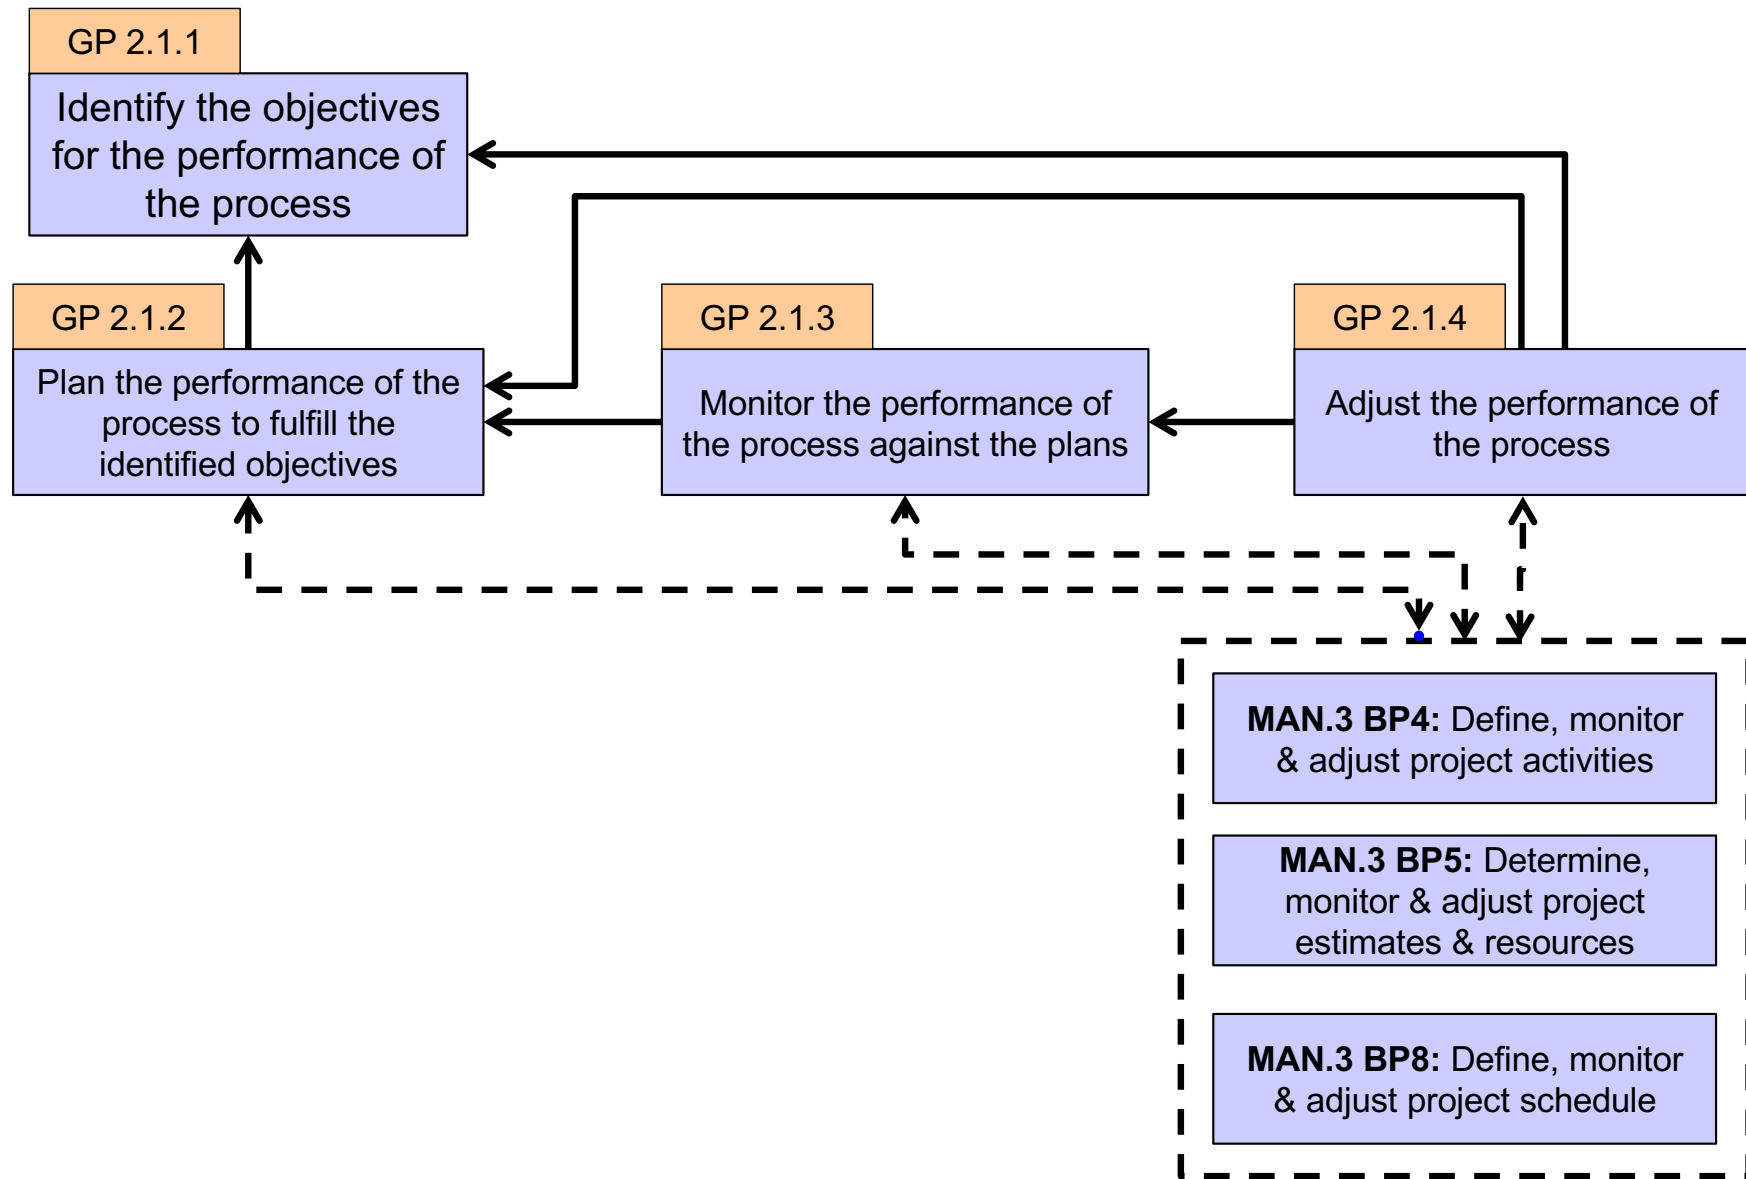 GP 2.1.1
Identify the objectives
for the performance of
the process
GP 2.1.2
Plan the performance of the
process to fulfill the
identified objectives
GP 2.1.3
Monitor the performance of
the process against the plans
GP 2.1.4
Adjust the performance of
the process
MAN.3 BP4: Define, monitor
& adjust project activities
MAN.3 BP5: Determine,
monitor & adjust project
estimates & resources
MAN.3 BP8: Define, monitor
& adjust project schedule